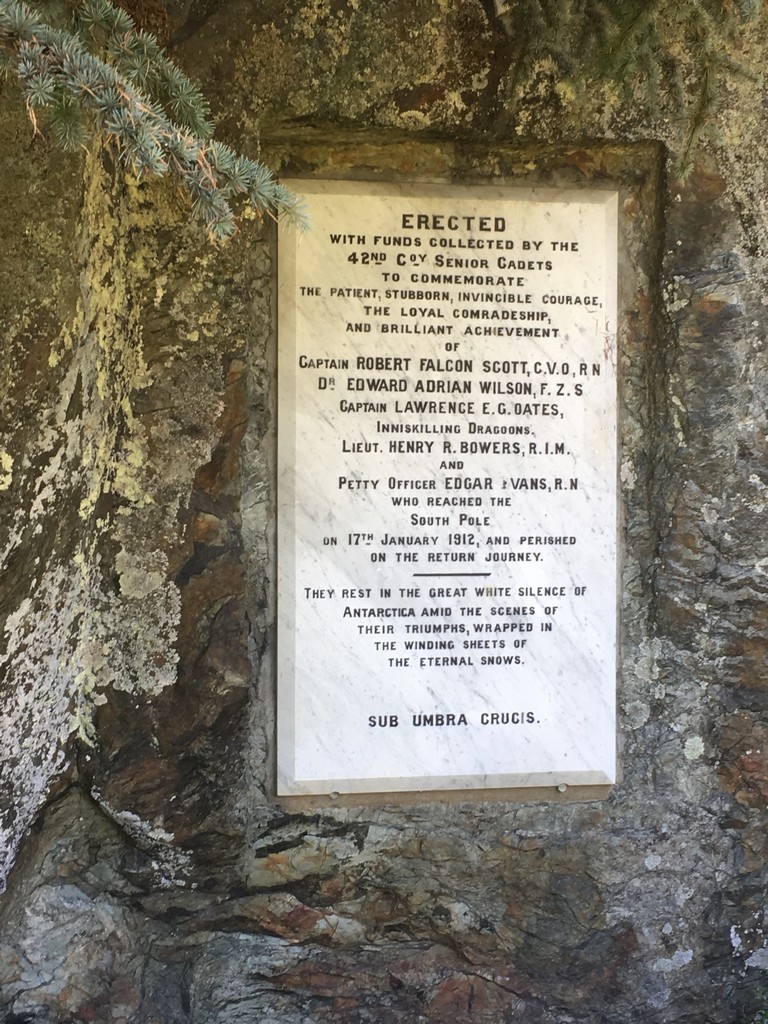 ERECTED
WITH FUNDS COLLECTED BY THE
42ND COY SENIOR CADETS
TO COMMEMORATE
THE PATIENT, STUBBORN, INVINCIBLE COURAGE,
THE LOYAL COMRADESHIP,
AND BRILLIANT ACHIEVEMENT
OF
CAPTAIN ROBERT FALCON SCOTT, C.V.O, R N
DR EDWARD ADRIAN WILSON, F. Z. S
CAPTAIN LAWRENCE E.G. OATES,
INNISKILLING DRAGOONS.
LIEUT. HENRY R. BOWERS, R.I.M.
AND
PETTY OFFICER EDGAR EVANS, R.N
WHO REACHED THE
SOUTH POLE
ON 17TH JANUARY 1912, AND PERISHED
ON THE RETURN JOURNEY.
THEY REST IN THE GREAT WHITE SILENCE OF
ANTARCTICA AMID THE SCENES OF
THEIR TRIUMPHS, WRAPPED IN
THE WINDING SHEETS OF
THE ETERNAL SNOWS.
SUB UMBRA CRUCIS.